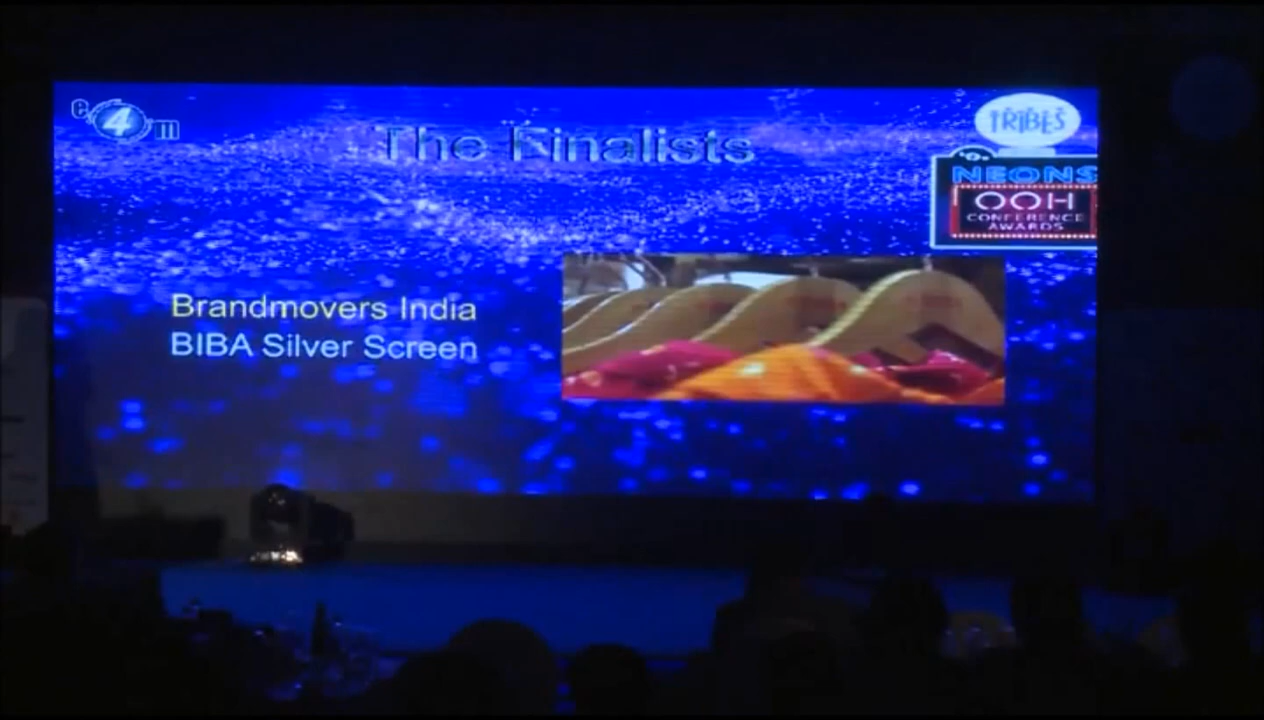 e4m
The Finalists
TRIBES
NEONS
OOH
CONFERENCE
AWARDS
Brandmovers India
BIBA Silver Screen